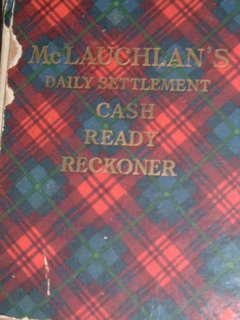 McLAUCHLAN'S
DAILY SETTLEMENT
CASH
READY
RECKONER